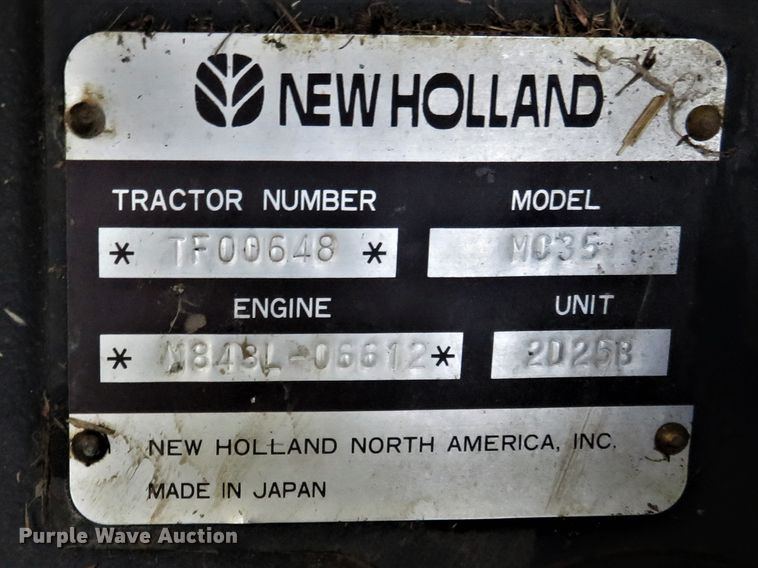 NEW HOLLAND
TRACTOR NUMBER MODEL
* TF00648 * MC35
ENGINE UNIT
* N843L-06612 * 2D25B
NEW HOLLAND NORTH AMERICA, INC.
MADE IN JAPAN
Purple Wave Auction